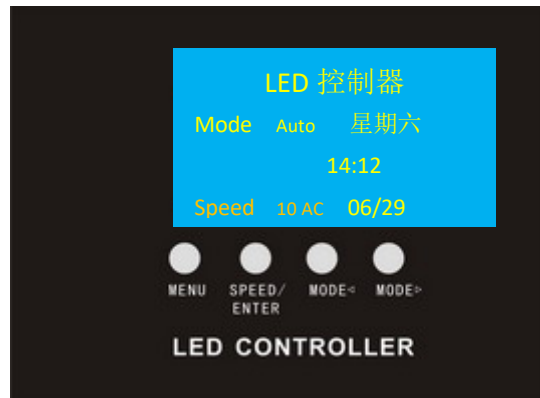 LED 控制器
Mode Auto 星期六
14:12
Speed 10 AC 06/29
MENU SPEED/ENTER MODE◃ MODE▹
LED CONTROLLER